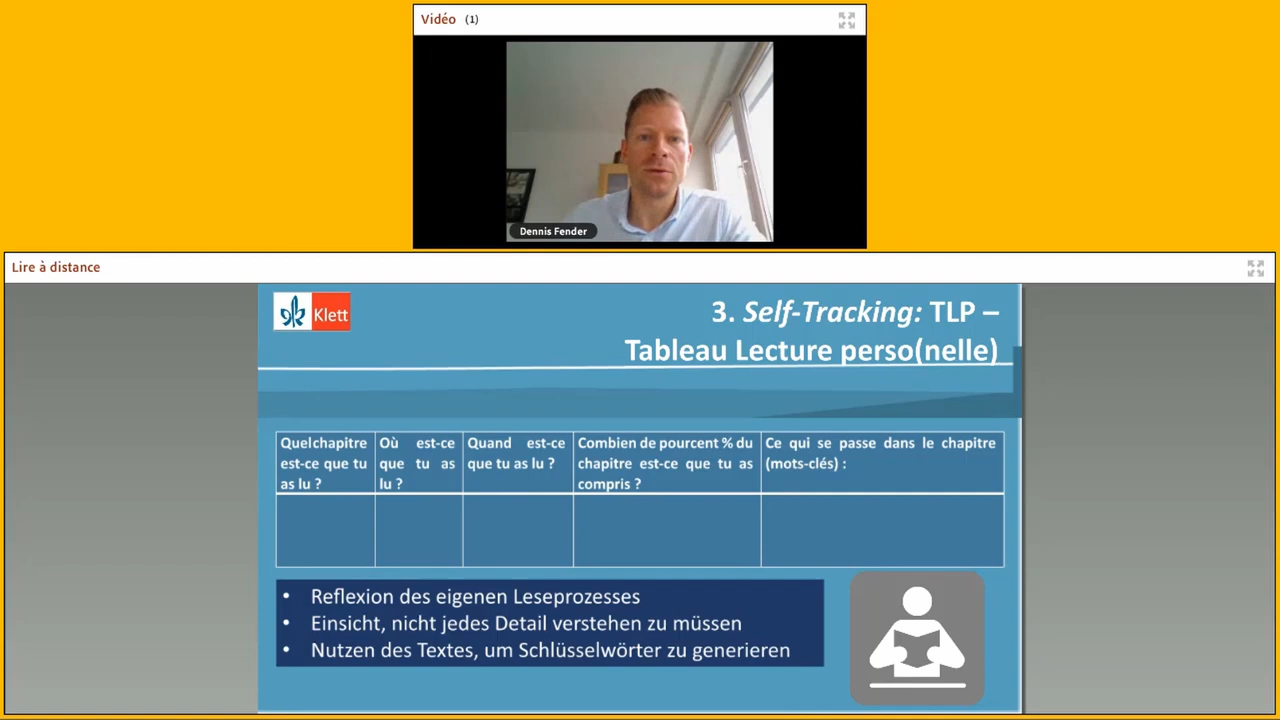 Vidéo (1)
Dennis Fender
Lire à distance
Klett
3. Self-Tracking: TLP –
Tableau Lecture perso(nelle)
Quelchapitre
est-ce que tu
as lu ?
Où est-ce
que tu as
lu ?
Quand est-ce
que tu as lu ?
Combien de pourcent % du
chapitre est-ce que tu as
compris ?
Ce qui se passe dans le chapitre
(mots-clés) :
• Reflexion des eigenen Leseprozesses
• Einsicht, nicht jedes Detail verstehen zu müssen
• Nutzen des Textes, um Schlüsselwörter zu generieren